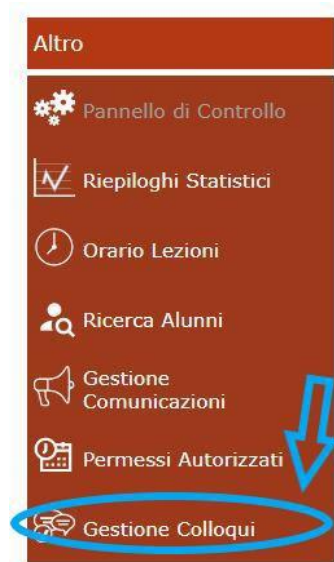 Altro
Pannello di Controllo
Riepiloghi Statistici
Orario Lezioni
Ricerca Alunni
Gestione
Comunicazioni
Permessi Autorizzati
Gestione Colloqui